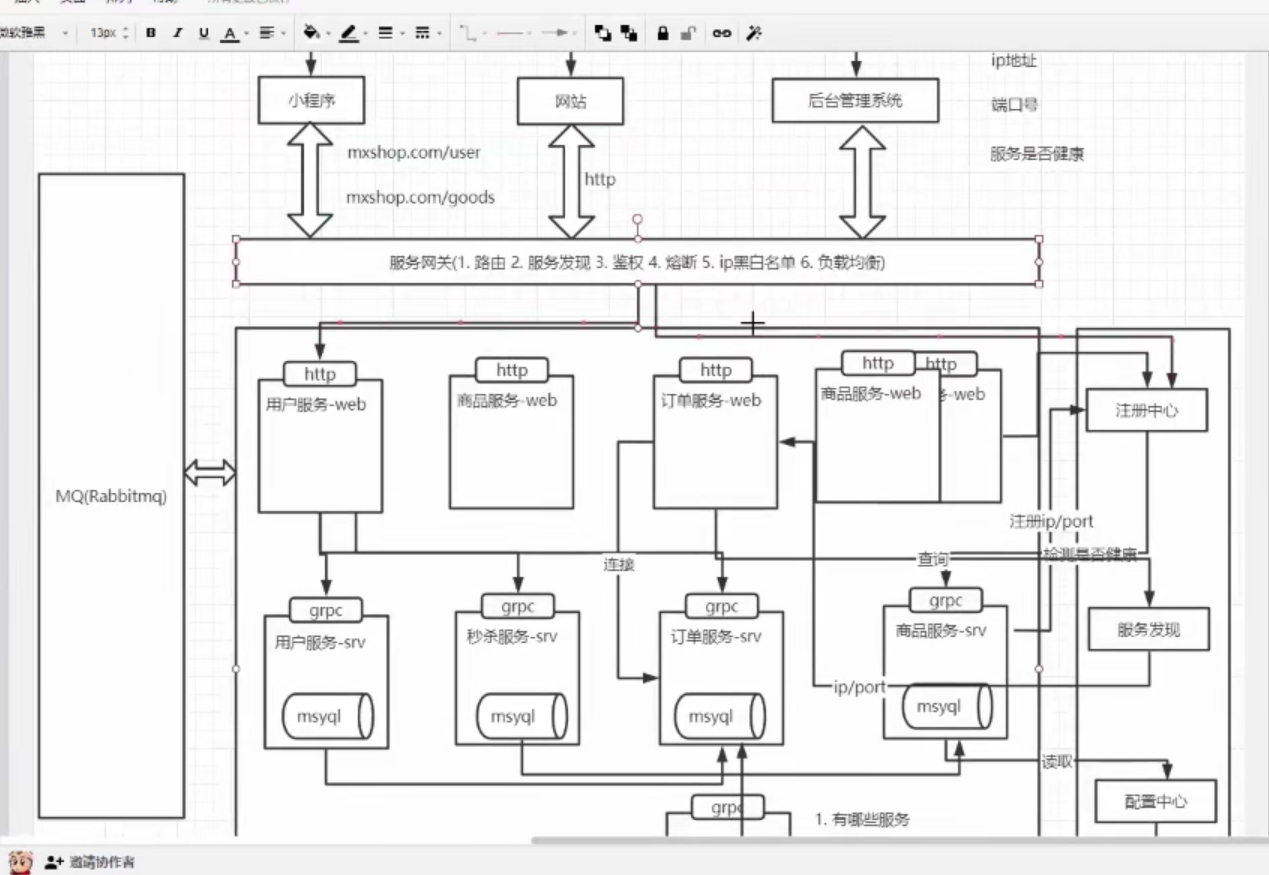 微软雅黑 13px B I U A
ip地址
小程序
网站
后台管理系统
端口号
mxshop.com/user
服务是否健康
http
mxshop.com/goods
服务网关(1. 路由 2. 服务发现 3. 鉴权 4. 熔断 5. ip黑白名单 6. 负载均衡)
http
http
http
http
http
用户服务-web
商品服务-web
订单服务-web
商品服务-web
务-web
注册中心
MQ(Rabbitmq)
注册ip/port
连接
查询
检测是否健康
grpc
grpc
grpc
grpc
用户服务-srv
秒杀服务-srv
订单服务-srv
商品服务-srv
服务发现
ip/port
msyql
msyql
msyql
msyql
读取
配置中心
grpc
1. 有哪些服务
邀请协作者